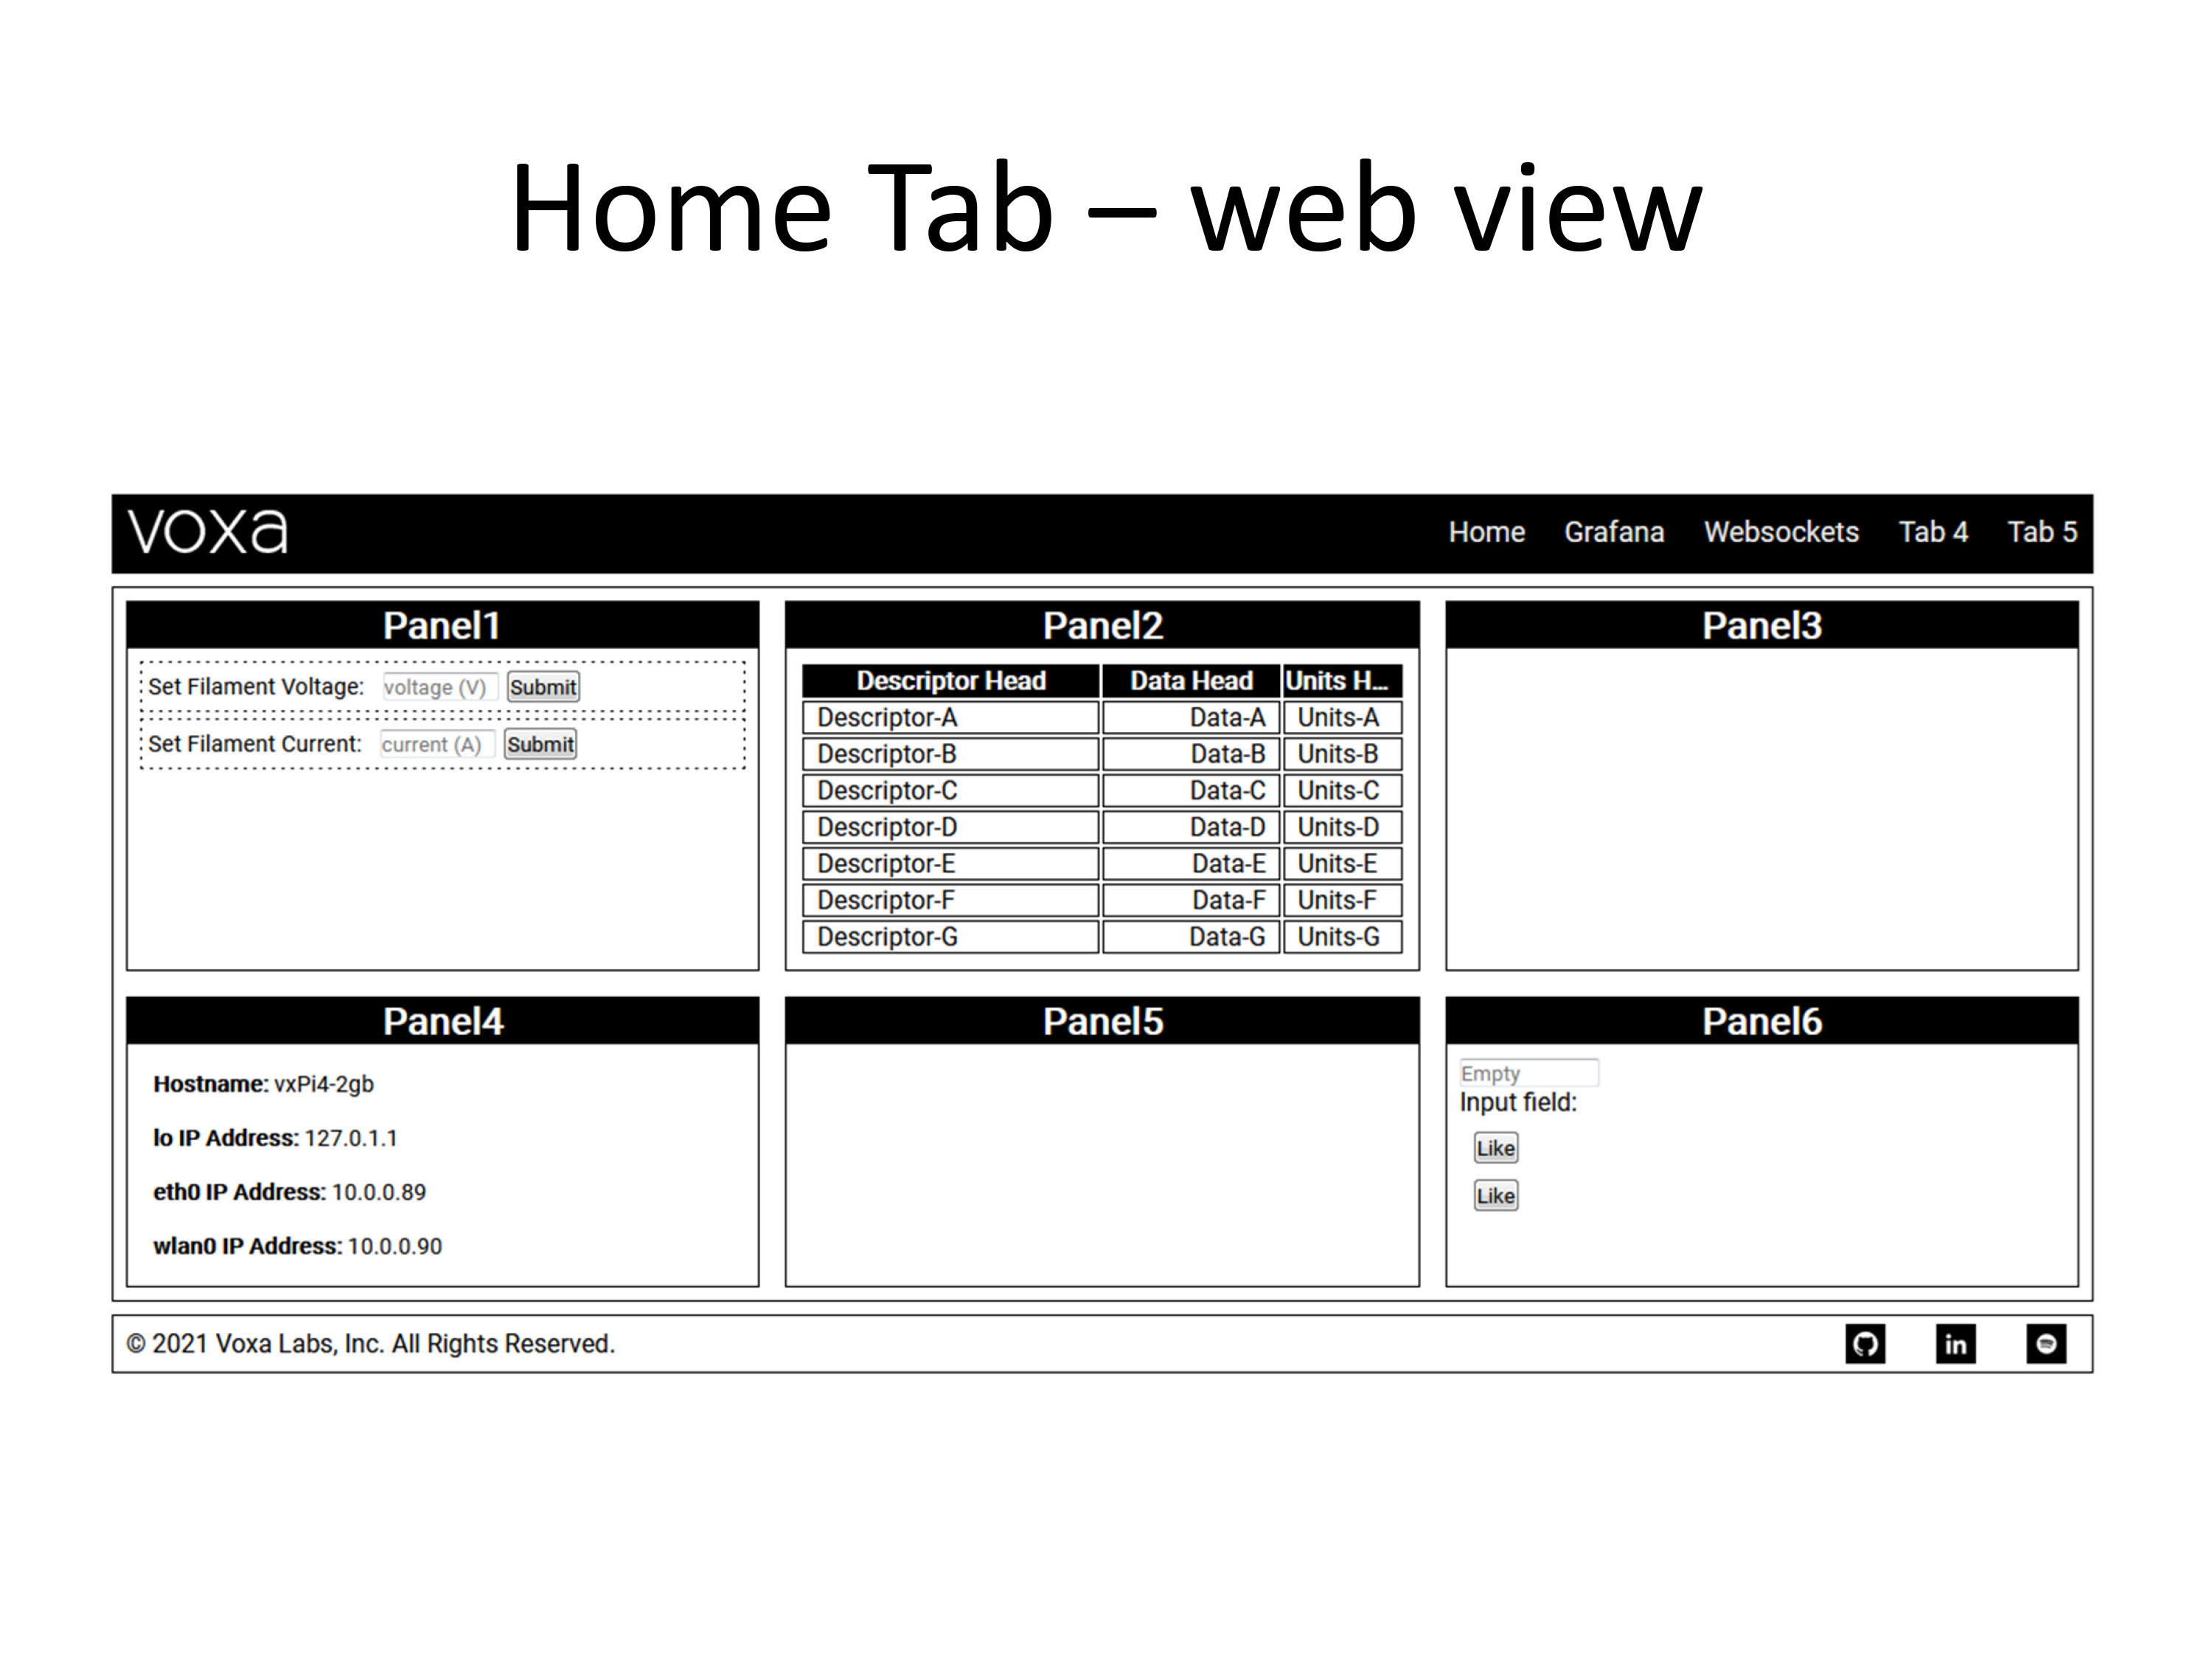 Home Tab – web view
voxa
Home Grafana Websockets Tab 4 Tab 5
Panel1
Set Filament Voltage: voltage (V) Submit
Set Filament Current: current (A) Submit
Panel2
Descriptor Head Data Head Units H...
Descriptor-A Data-A Units-A
Descriptor-B Data-B Units-B
Descriptor-C Data-C Units-C
Descriptor-D Data-D Units-D
Descriptor-E Data-E Units-E
Descriptor-F Data-F Units-F
Descriptor-G Data-G Units-G
Panel3
Panel4
Hostname: vxPi4-2gb
lo IP Address: 127.0.1.1
eth0 IP Address: 10.0.0.89
wlan0 IP Address: 10.0.0.90
Panel5
Panel6
Empty
Input field:
Like
Like
© 2021 Voxa Labs, Inc. All Rights Reserved.
in